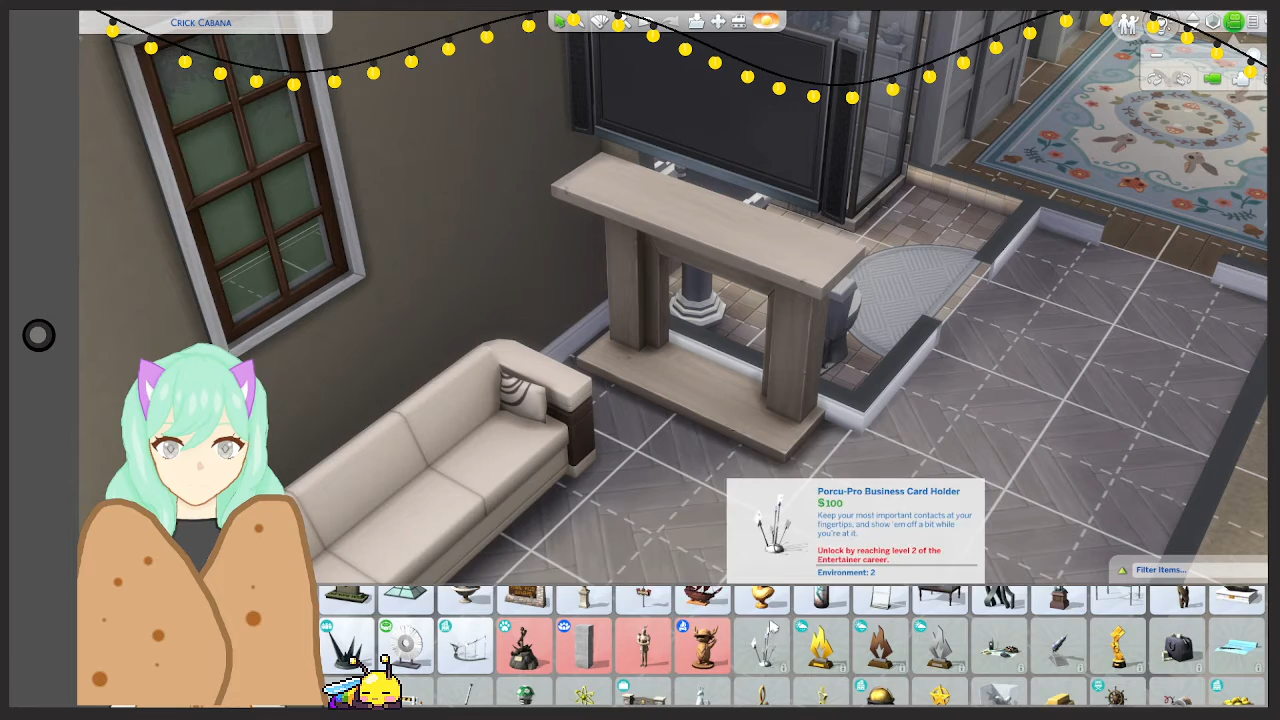 CRICK CABANA
Porcu-Pro Business Card Holder
§100
Keep your most important contacts at your
fingertips, and show 'em off a bit while
you're at it.
Unlock by reaching level 2 of the
Entertainer career.
Environment: 2
Filter Items...